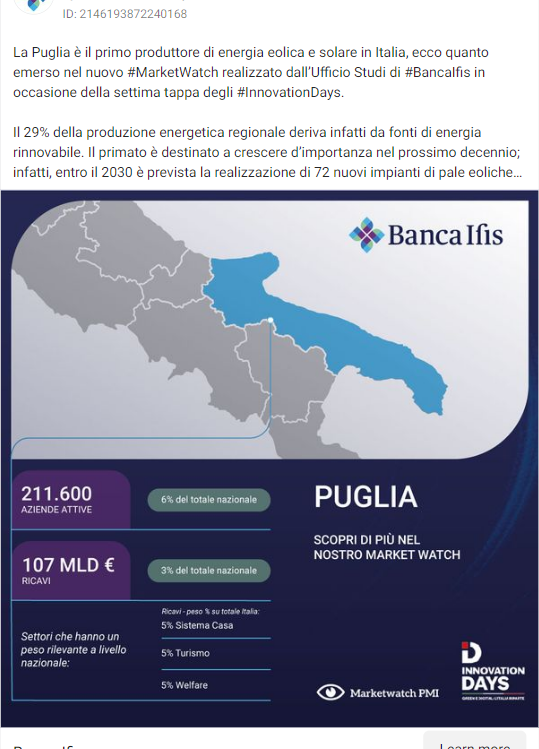 ID: 2146193872240168
La Puglia è il primo produttore di energia eolica e solare in Italia, ecco quanto
emerso nel nuovo #MarketWatch realizzato dall'Ufficio Studi di #BancaIfis in
occasione della settima tappa degli #InnovationDays.
Il 29% della produzione energetica regionale deriva infatti da fonti di energia
rinnovabile. Il primato è destinato a crescere d'importanza nel prossimo decennio;
infatti, entro il 2030 è prevista la realizzazione di 72 nuovi impianti di pale eoliche...
Banca Ifis
211.600
AZIENDE ATTIVE
6% del totale nazionale
107 MLD €
RICAVI
3% del totale nazionale
Settori che hanno un
peso rilevante a livello
nazionale:
Ricavi - peso % su totale Italia:
5% Sistema Casa
5% Turismo
5% Welfare
PUGLIA
SCOPRI DI PIÙ NEL
NOSTRO MARKET WATCH
Marketwatch PMI
INNOVATION
DAYS
Learn more